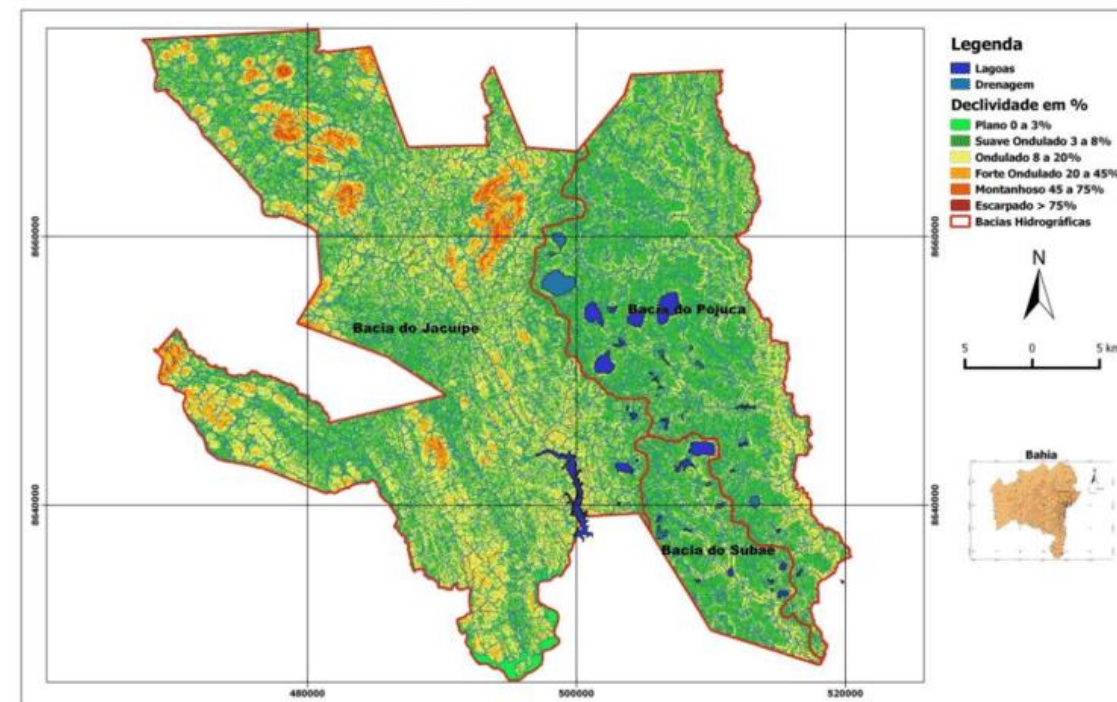 Legenda
Lagoas
Drenagem
Declividade em %
Plano 0 a 3%
Suave Ondulado 3 a 8%
Ondulado 8 a 20%
Forte Ondulado 20 a 45%
Montanhoso 45 a 75%
Escarpado > 75%
Bacias Hidrográficas
8660000
8660000
N
Bacia do Pojuca
Bacia do Jacuípe
5 0 5 km
Bahia
8640000
8640000
Bacia do Subaé
480000 500000 520000